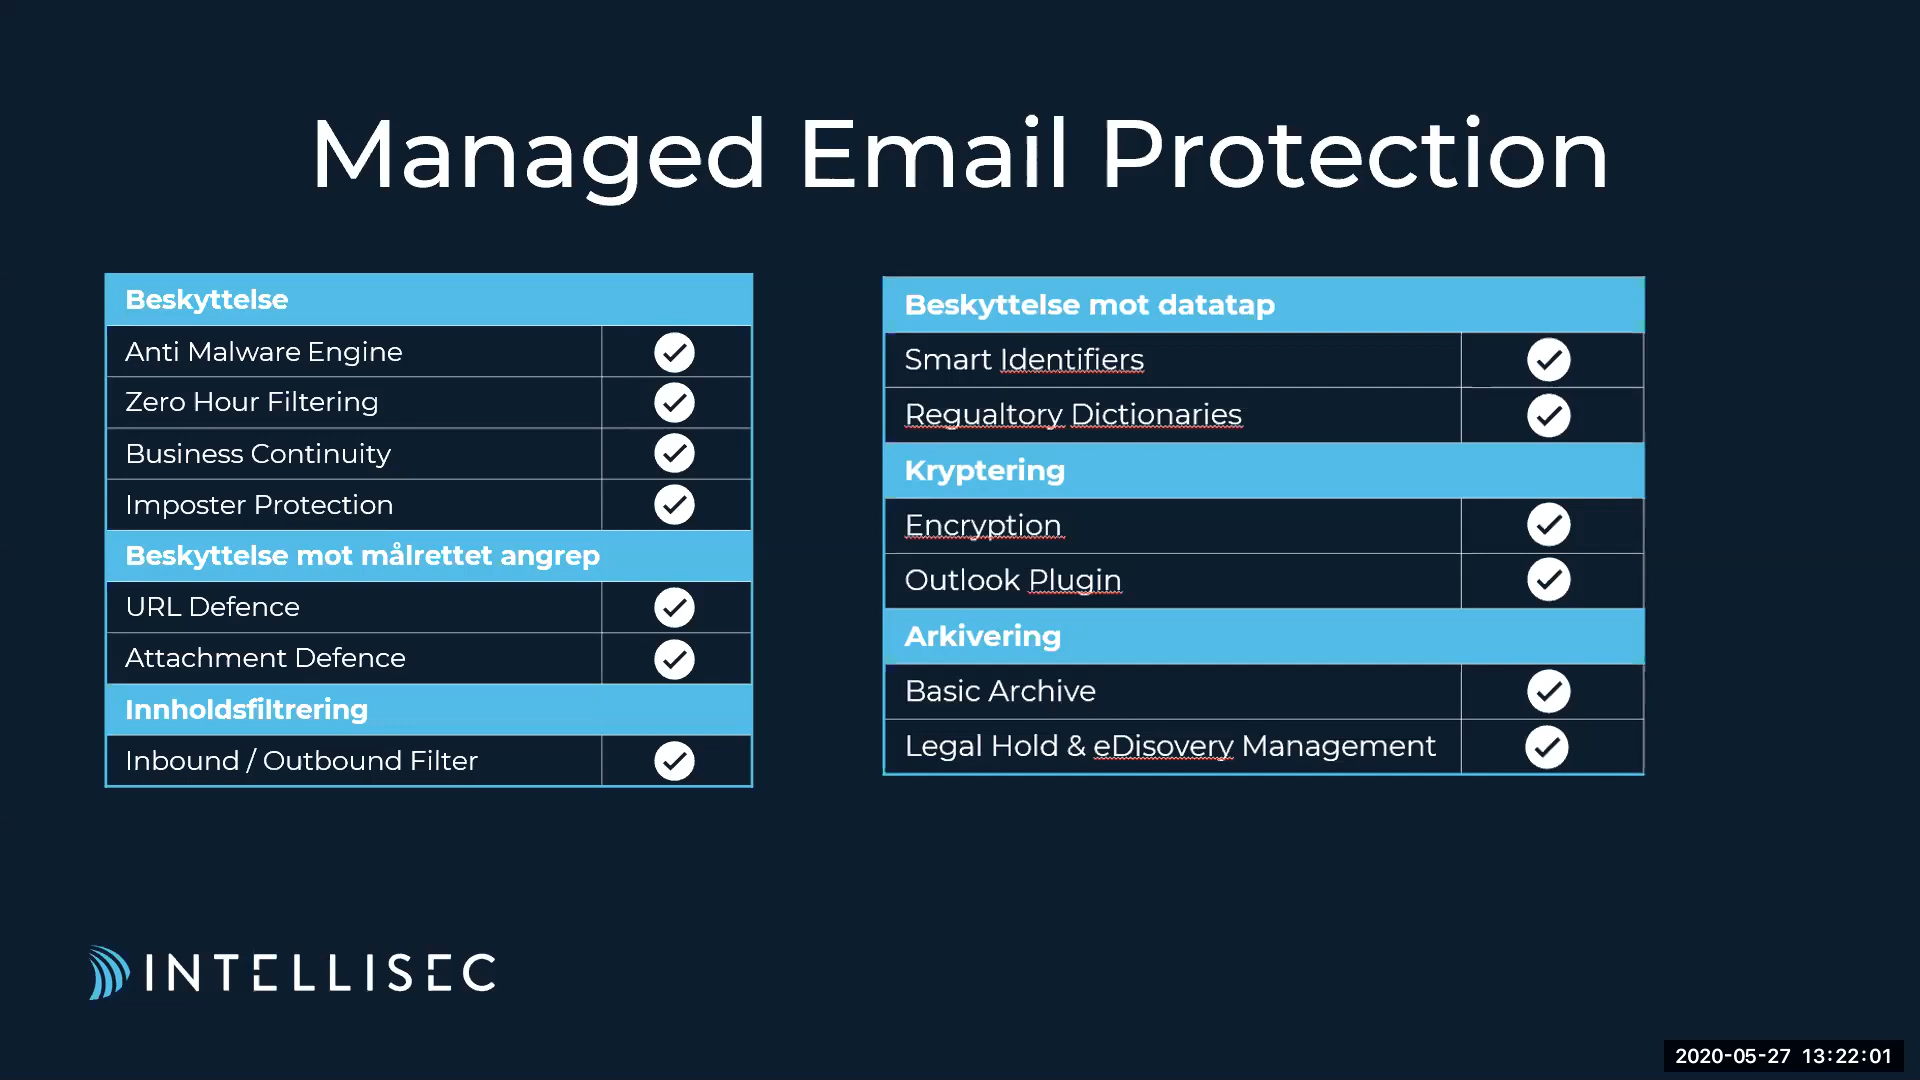 Managed Email Protection
Beskyttelse
Anti Malware Engine
Zero Hour Filtering
Business Continuity
Imposter Protection
Beskyttelse mot målrettet angrep
URL Defence
Attachment Defence
Innholdsfiltrering
Inbound / Outbound Filter
Beskyttelse mot datatap
Smart Identifiers
Regualtory Dictionaries
Kryptering
Encryption
Outlook Plugin
Arkivering
Basic Archive
Legal Hold & eDisovery Management
INTELLISEC
2020-05-27 13:22:01